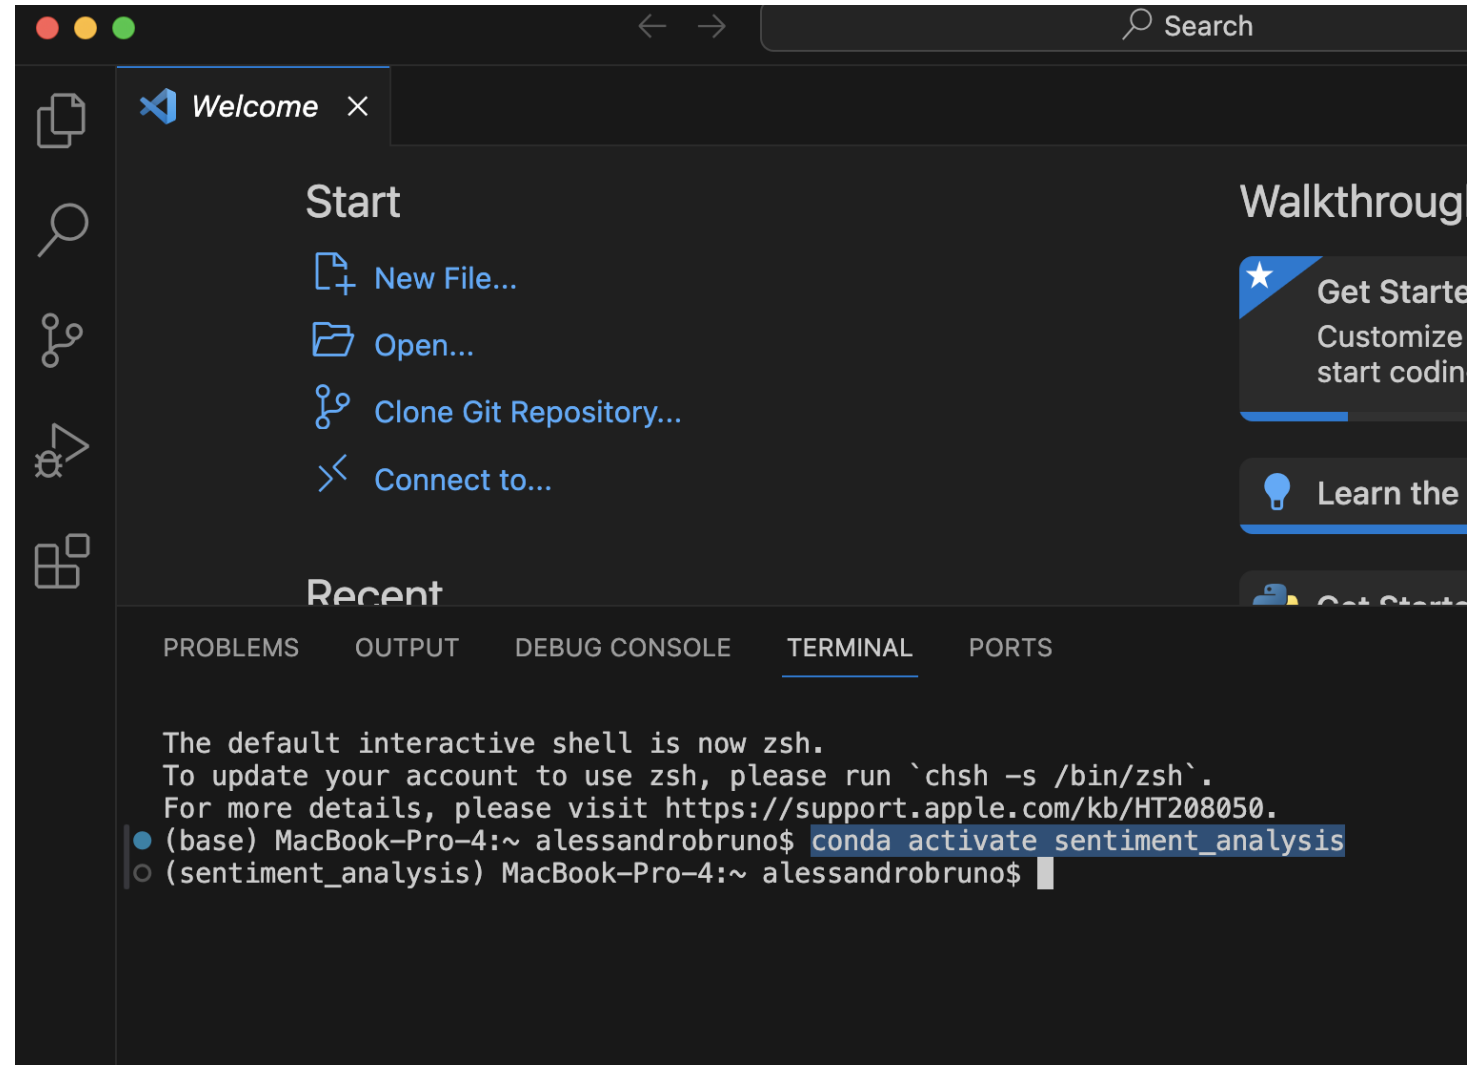 Search
Welcome
Start
New File...
Open...
Clone Git Repository...
Connect to...
Recent
Walkthroug
Get Starte
Customize
start codin
Learn the
Get Starte
PROBLEMS OUTPUT DEBUG CONSOLE TERMINAL PORTS
The default interactive shell is now zsh.
To update your account to use zsh, please run `chsh -s /bin/zsh`.
For more details, please visit https://support.apple.com/kb/HT208050.
(base) MacBook-Pro-4:~ alessandrobruno$ conda activate sentiment_analysis
(sentiment_analysis) MacBook-Pro-4:~ alessandrobruno$